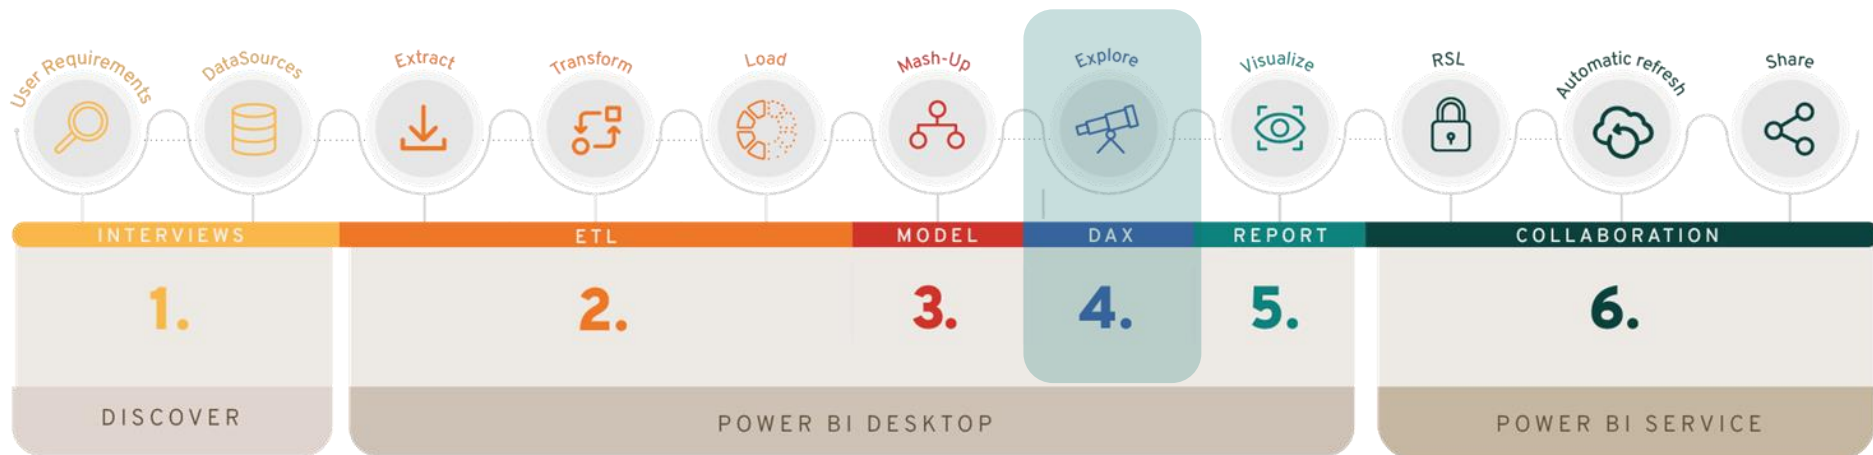 User Requirements
DataSources
Extract
Transform
Load
Mash-Up
Explore
Visualize
RSL
Automatic refresh
Share
INTERVIEWS
ETL
MODEL
DAX
REPORT
COLLABORATION
1.
2.
3.
4.
5.
6.
DISCOVER
POWER BI DESKTOP
POWER BI SERVICE